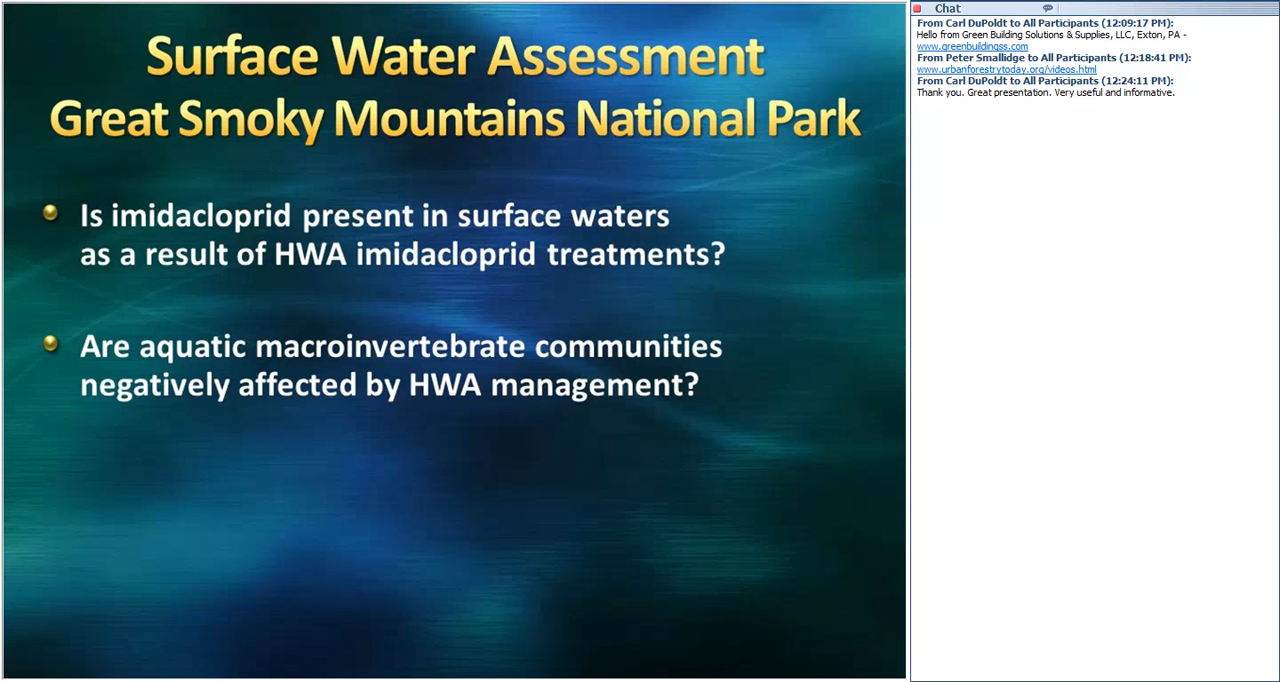 Surface Water Assessment
Great Smoky Mountains National Park
Is imidacloprid present in surface waters
as a result of HWA imidacloprid treatments?
Are aquatic macroinvertebrate communities
negatively affected by HWA management?
Chat
From Carl DuPoldt to All Participants (12:09:17 PM):
Hello from Green Building Solutions & Supplies, LLC, Exton, PA -
www.greenbuildingss.com
From Peter Smallidge to All Participants (12:18:41 PM):
www.urbanforestrytoday.org/videos.html
From Carl DuPoldt to All Participants (12:24:11 PM):
Thank you. Great presentation. Very useful and informative.